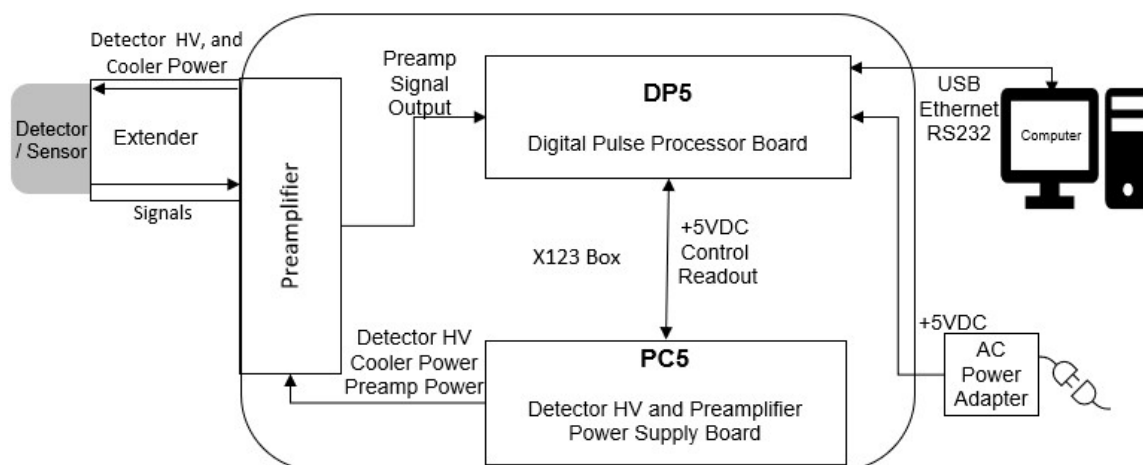 Detector HV, and
Cooler Power
Detector
/ Sensor
Extender
Signals
Preamplifier
Preamp
Signal
Output
DP5
Digital Pulse Processor Board
USB
Ethernet
RS232
Computer
X123 Box
+5VDC
Control
Readout
Detector HV
Cooler Power
Preamp Power
PC5
Detector HV and Preamplifier
Power Supply Board
+5VDC
AC
Power
Adapter